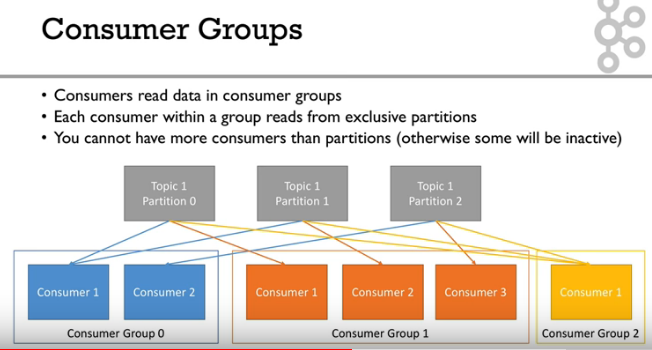 Consumer Groups
• Consumers read data in consumer groups
• Each consumer within a group reads from exclusive partitions
• You cannot have more consumers than partitions (otherwise some will be inactive)
Topic 1
Partition 0
Topic 1
Partition 1
Topic 1
Partition 2
Consumer 1
Consumer 2
Consumer Group 0
Consumer 1
Consumer 2
Consumer 3
Consumer Group 1
Consumer 1
Consumer Group 2